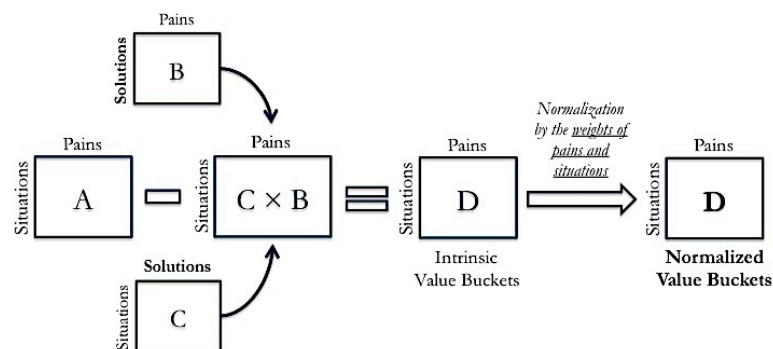 Pains
Solutions
B
Pains
Situations
A
Pains
Situations
C × B
Solutions
Situations
C
Pains
Situations
D
Intrinsic
Value Buckets
Normalization
by the weights of
pains and
situations
Pains
Situations
D
Normalized
Value Buckets